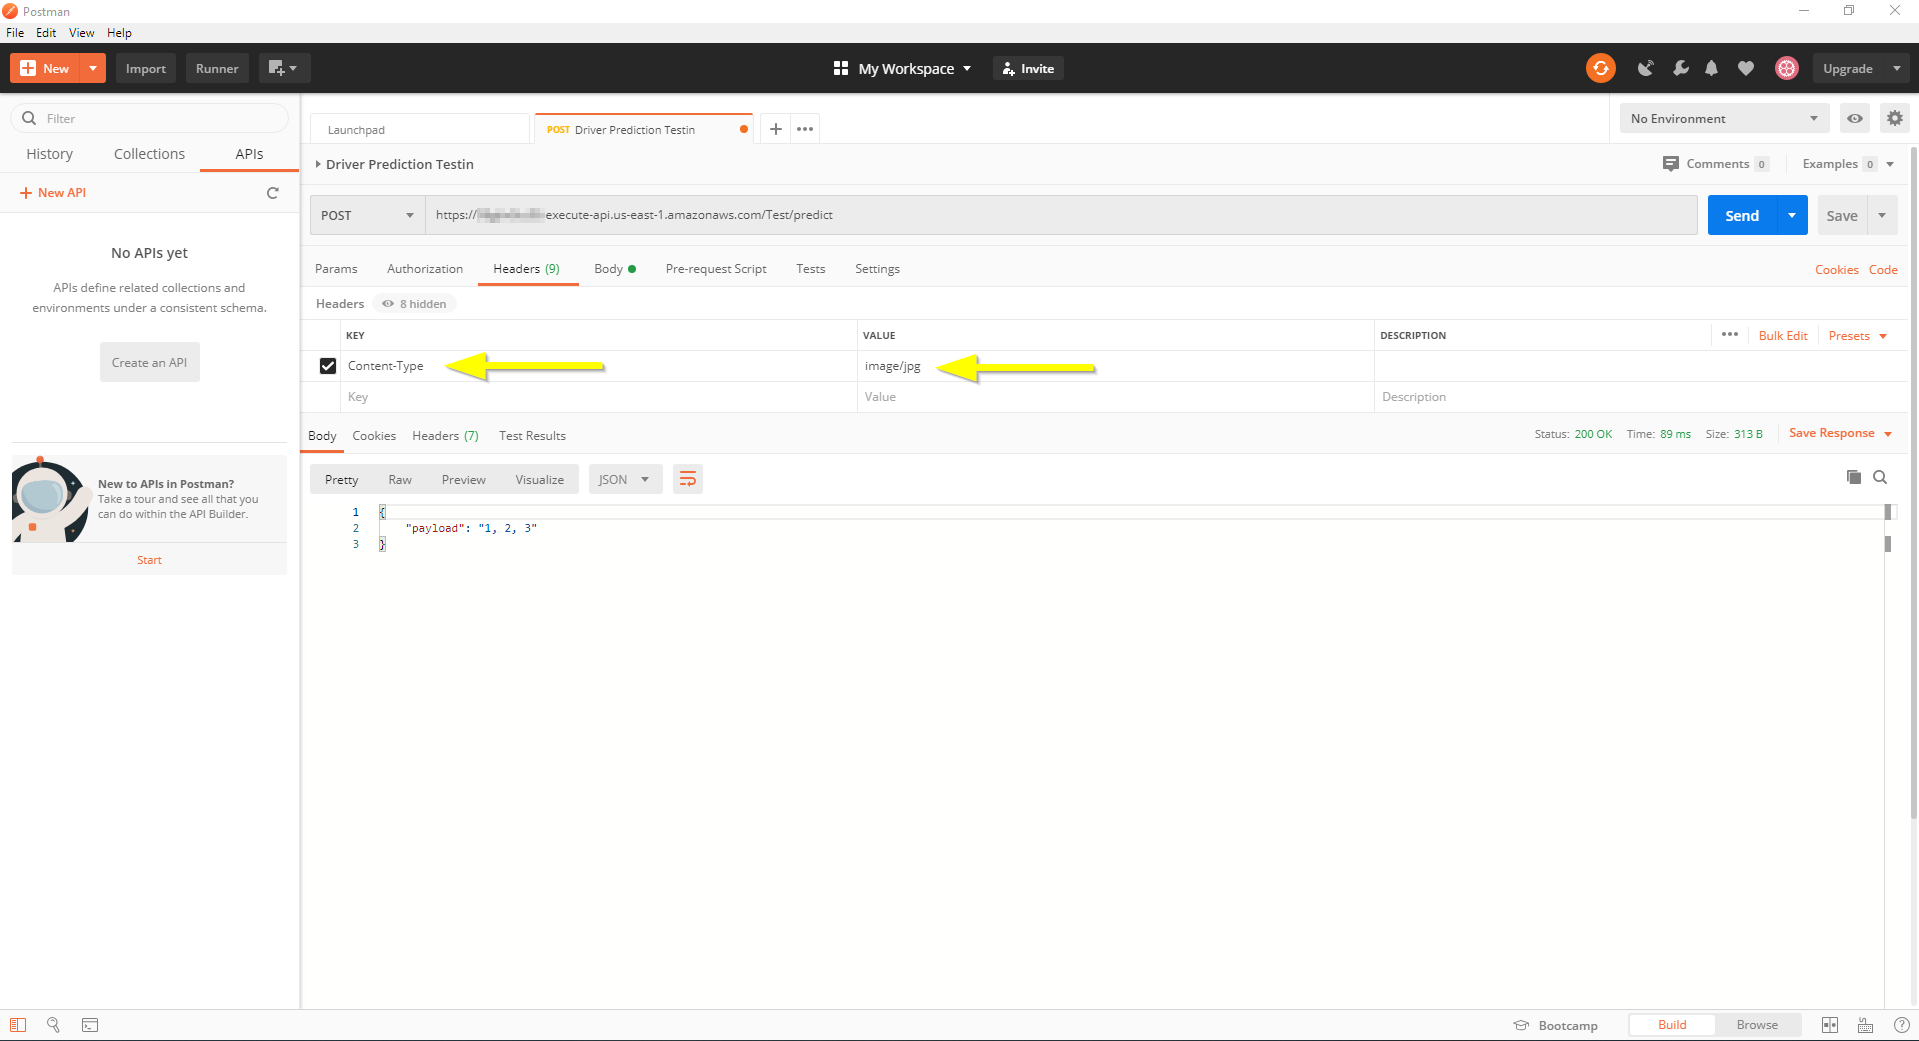 Postman
File Edit View Help
New Import Runner My Workspace Invite Upgrade
Filter
History Collections APIs
New API
No APIs yet
APIs define related collections and
environments under a consistent schema.
Create an API
New to APIs in Postman?
Take a tour and see all that you
can do within the API Builder.
Start
Launchpad POST Driver Prediction Testin
No Environment
Driver Prediction Testin Comments 0 Examples 0
POST https:// execute-api.us-east-1.amazonaws.com/Test/predict Send Save
Params Authorization Headers (9) Body Pre-request Script Tests Settings Cookies Code
Headers 8 hidden
KEY VALUE DESCRIPTION Bulk Edit Presets
Content-Type image/jpg
Key Value Description
Body Cookies Headers (7) Test Results Status: 200 OK Time: 89 ms Size: 313 B Save Response
Pretty Raw Preview Visualize JSON
1 {
2 "payload": "1, 2, 3"
3 }
Bootcamp Build Browse